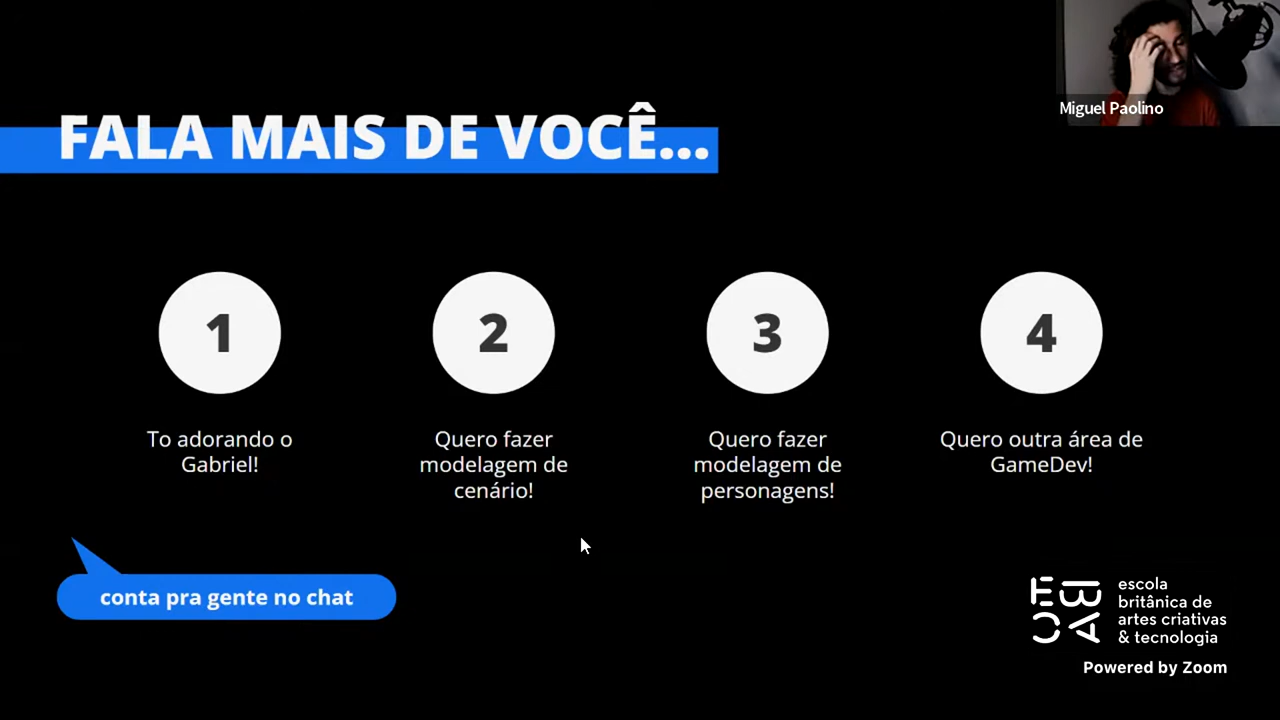 Miguel Paolino
FALA MAIS DE VOCÊ...
1
To adorando o
Gabriel!
2
Quero fazer
modelagem de
cenário!
3
Quero fazer
modelagem de
personagens!
4
Quero outra área de
GameDev!
conta pra gente no chat
EBAC
escola
britânica de
artes criativas
& tecnologia
Powered by Zoom